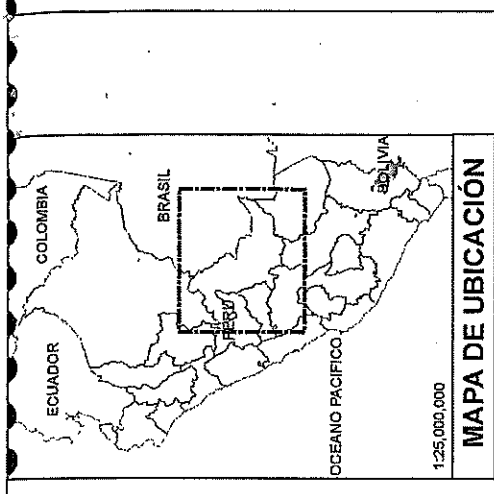 COLOMBIA
ECUADOR
BRASIL
PERU
BOLIVIA
OCEANO PACIFICO
1:25,000,000
MAPA DE UBICACIÓN